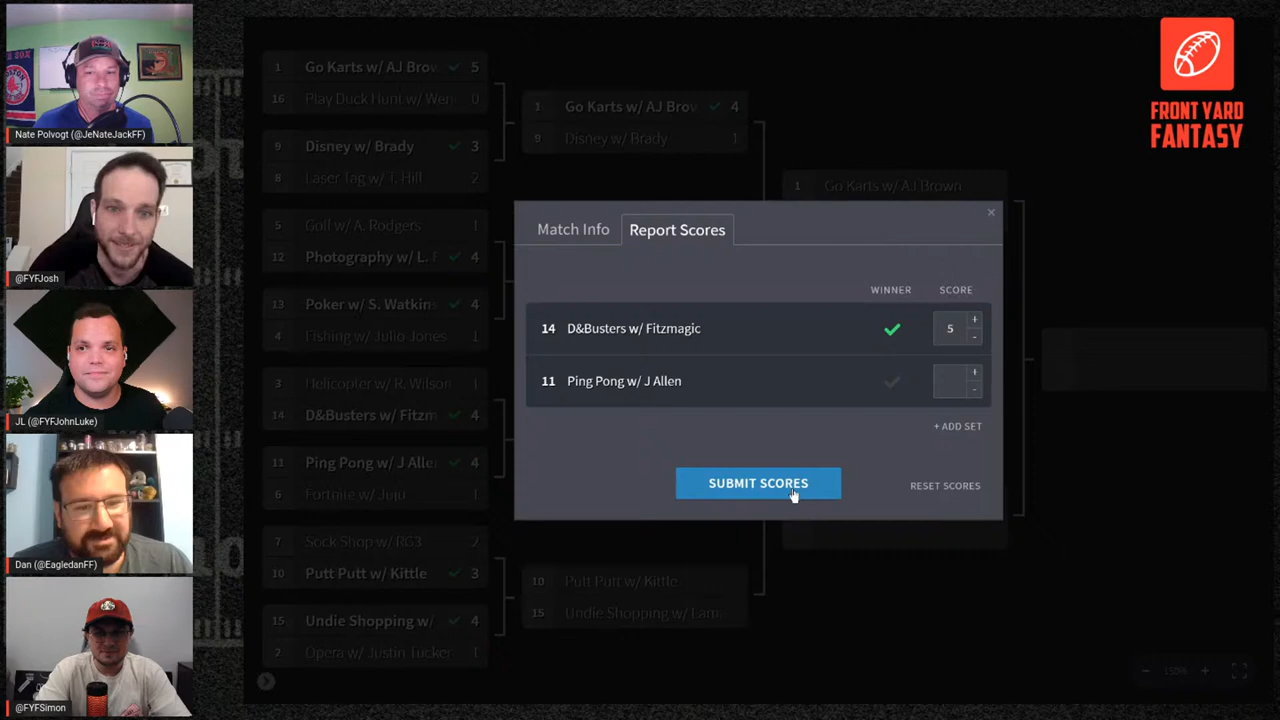 Nate Polvogt (@JeNateJackFF)
@FYFJosh
JL (@FYFJohnLuke)
Dan (@EagledanFF)
@FYFSimon
1 Go Karts w/ AJ Brov 5
16 Play Duck Hunt w/ Wen 0
9 Disney w/ Brady 3
8 Laser Tag w/ T. Hill 2
5 Golf w/ A. Rodgers 1
12 Photography w/ L. F 4
13 Poker w/ S. Watkin 4
4 Fishing w/ Julio Jones 1
3 Helicopter w/ R. Wilson 1
14 D&Busters w/ Fitzm 4
11 Ping Pong w/ J Alle 4
6 Fortnite w/ Juju 1
7 Sock Shop w/ RG3 2
10 Putt Putt w/ Kittle 3
15 Undie Shopping w/ 4
2 Opera w/ Justin Tucker 1
1 Go Karts w/ AJ Brov 4
9 Disney w/ Brady 1
10 Putt Putt w/ Kittle
15 Undie Shopping w/ Lam
1 Go Karts w/ AJ Brown
Match Info
Report Scores
WINNER SCORE
14 D&Busters w/ Fitzmagic 5
11 Ping Pong w/ J Allen
+ ADD SET
SUBMIT SCORES
RESET SCORES
FRONT YARD
FANTASY
150%